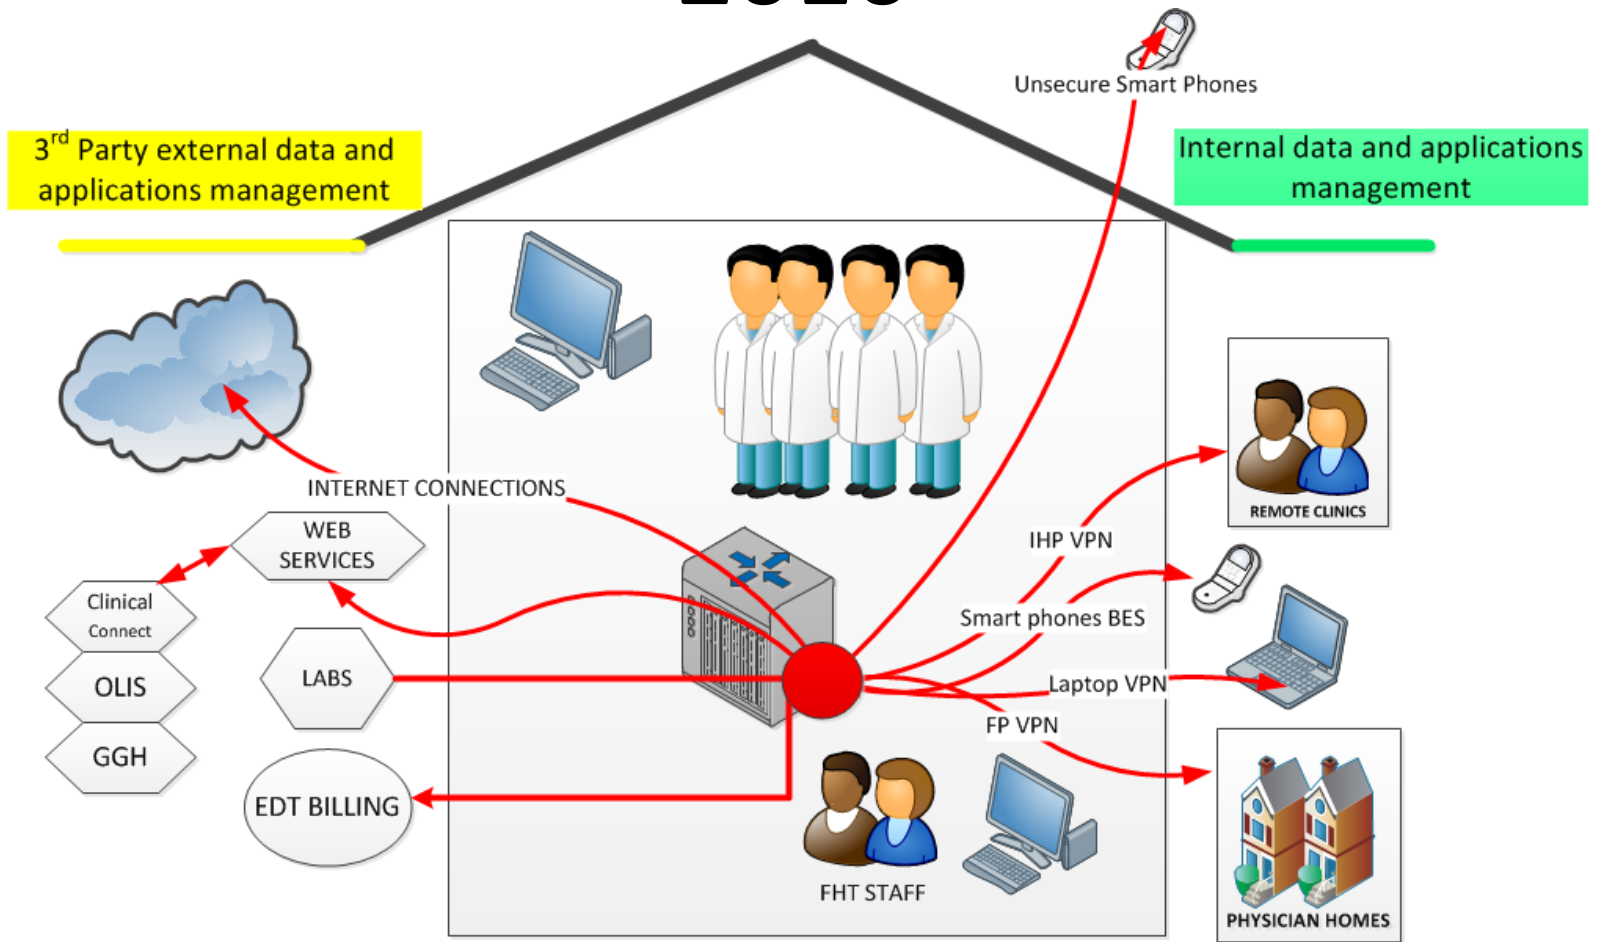 Unsecure Smart Phones
3rd Party external data and
applications management
Internal data and applications
management
INTERNET CONNECTIONS
WEB
SERVICES
Clinical
Connect
OLIS
GGH
LABS
EDT BILLING
IHP VPN
Smart phones BES
Laptop VPN
FP VPN
REMOTE CLINICS
FHT STAFF
PHYSICIAN HOMES